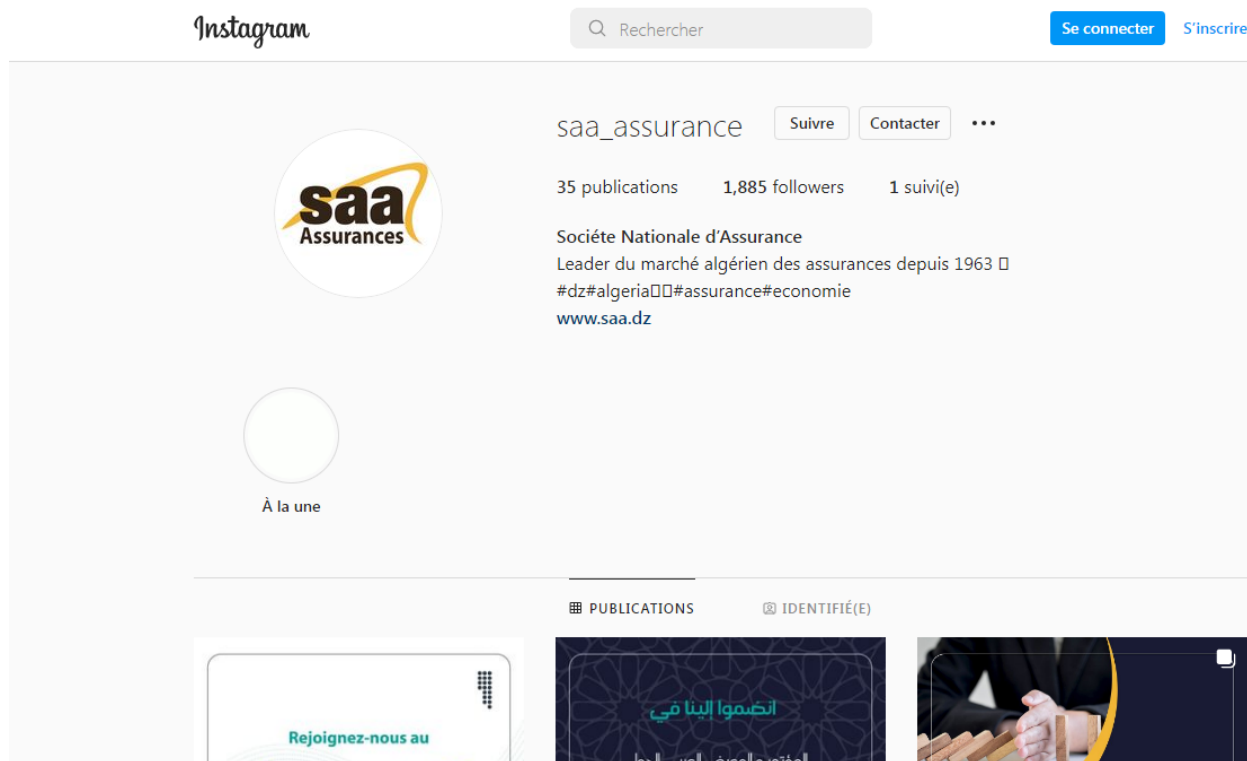 Instagram
Rechercher
Se connecter
S'inscrire
saa_assurance
Suivre
Contacter
35 publications
1,885 followers
1 suivi(e)
saa
Assurances
Sociéte Nationale d'Assurance
Leader du marché algérien des assurances depuis 1963
#dz#algeria#assurance#economie
www.saa.dz
À la une
PUBLICATIONS
IDENTIFIÉ(E)
Rejoignez-nous au
انضموا إلينا في